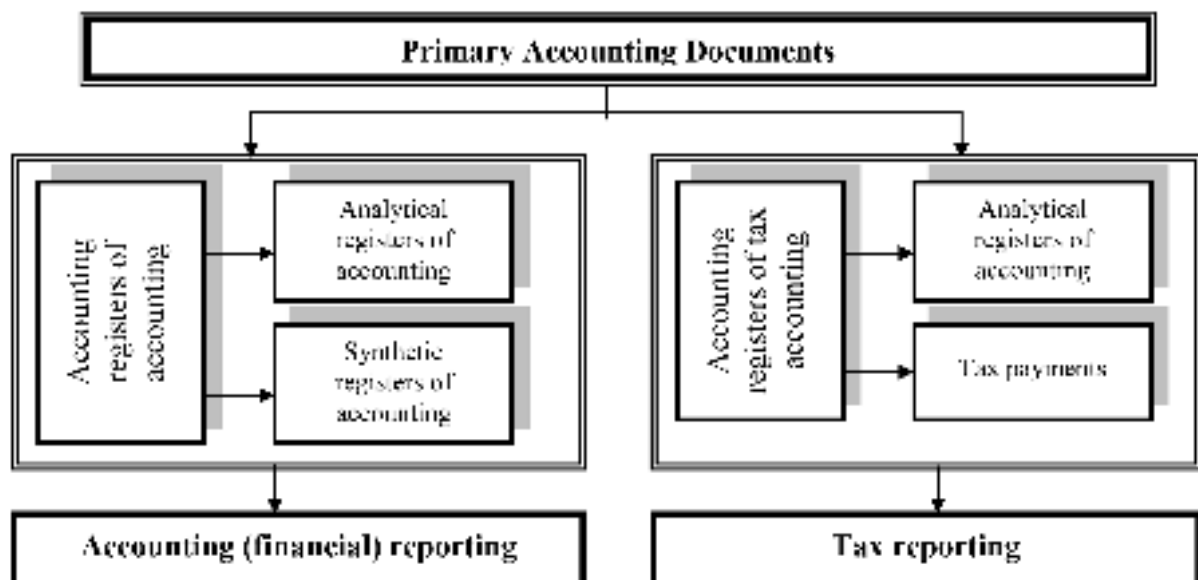 Primary Accounting Documents
Accounting
registers of
accounting
Analytical
registers of
accounting
Synthetic
registers of
accounting
Accounting
registers of tax
accounting
Analytical
registers of
accounting
Tax payments
Accounting (financial) reporting
Tax reporting